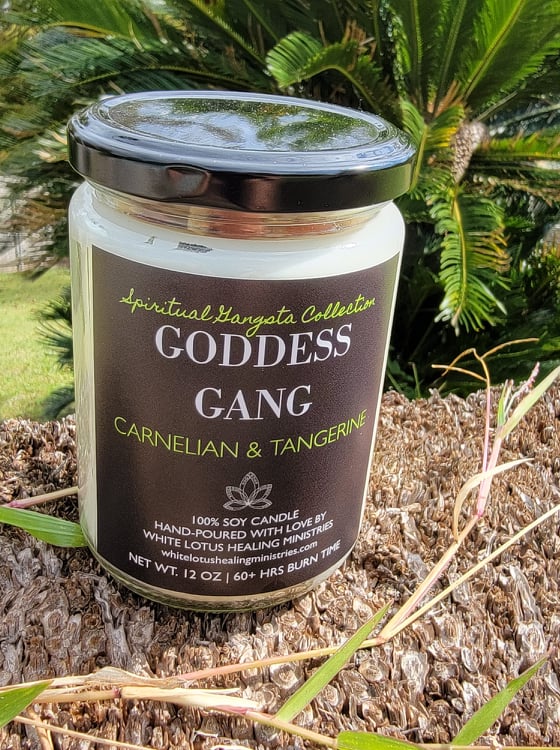 Spiritual Gangsta Collection
GODDESS
GANG
CARNELIAN & TANGERINE
100% SOY CANDLE
HAND-POURED WITH LOVE BY
WHITE LOTUS HEALING MINISTRIES
whitelotushealingministries.com
NET WT. 12 OZ | 60+ HRS BURN TIME